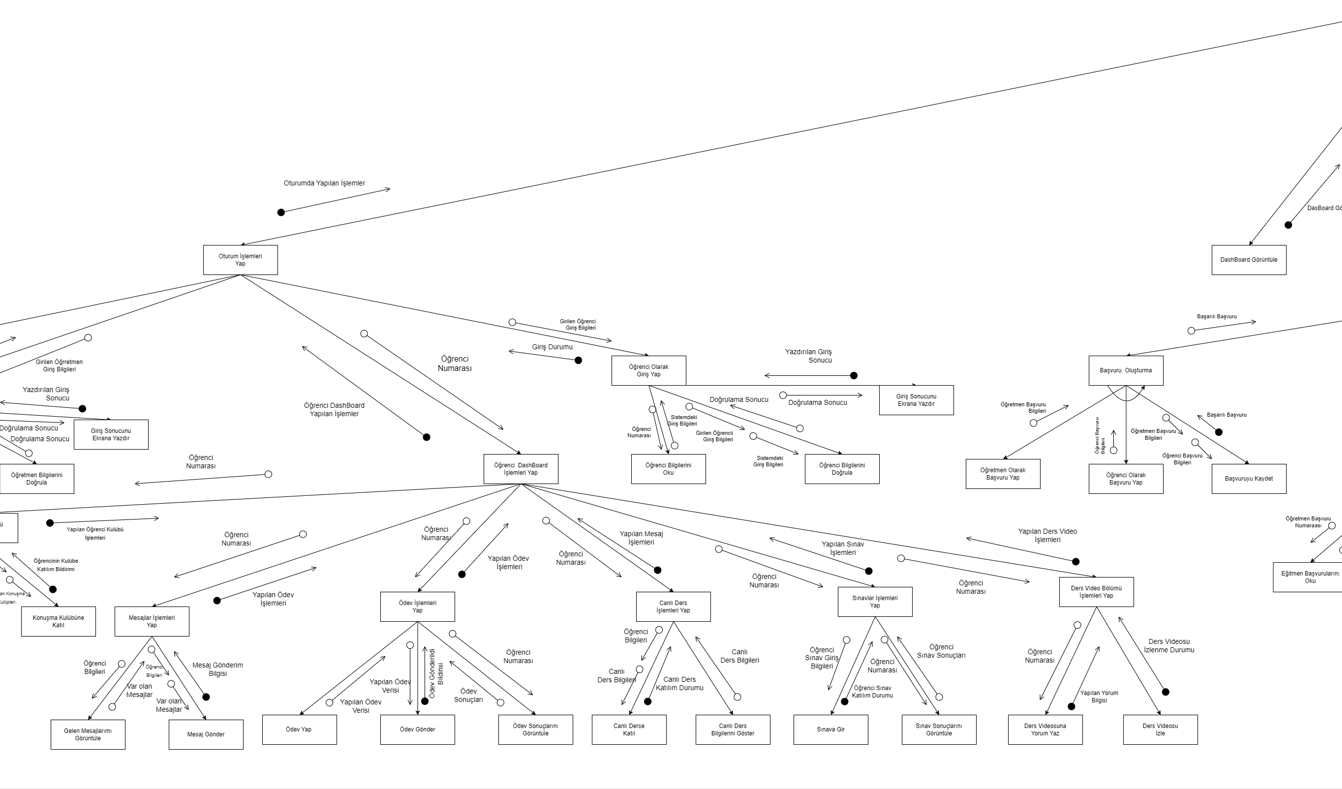 Oturumda Yapılan İşlemler
DasBoard Gö
Oturum İşlemleri
Yap
DashBoard Görüntüle
Başarılı Başvuru
Girilen Öğrenci
Giriş Bilgileri
Giriş Durumu
Yazdırılan Giriş
Sonucu
Girilen Öğrretmen
Giriş Bilgileri
Öğrenci
Numarası
Öğrenci Olarak
Giriş Yap
Başvuru Oluşturma
Yazdırılan Giriş
Sonucu
Öğrenci DashBoard
Yapılan İşlemler
Doğrulama Sonucu
Doğrulama Sonucu
Giriş Sonucunu
Ekrana Yazdır
Öğretmen Başvuru
Bilgileri
Başarılı Başvuru
Doğrulama Sonucu
Doğrulama Sonucu
Giriş Sonucunu
Ekrana Yazdır
Öğrenci
Numarası
Sistemdeki
Giriş Bilgileri
Girilen Öğrencii
Giriş Bilgileri
Sistemdeki
Giriş Bilgileri
Öğrenci Başvuru
Bilgileri
Öğretmen Başvuru
Bilgileri
Öğrenci Başvuru
Bilgileri
Öğretmen Bilgilerini
Doğrula
Öğrenci
Numarası
Öğrenci DashBoard
İşlemleri Yap
Öğrenci Bilgilerini
Oku
Öğrenci Bilgilerini
Doğrula
Öğretmen Olarak
Başvuru Yap
Öğrenci Olarak
Başvuru Yap
Başvuruyu Kaydet
ü
Yapılan Öğrenci Kulübü
İşlemleri
Öğrenci
Numarası
Öğrenci
Numarası
Yapılan Mesaj
İşlemleri
Yapılan Sınav
İşlemleri
Yapılan Ders Video
İşlemleri
Öğretmen Başvuru
Numaraası
Öğrencinin Kulübe
Katılım Bildirimi
Yapılan Ödev
İşlemleri
Öğrenci
Numarası
Öğrenci
Numarası
Öğrenci
Numarası
Eğitmen Başvurularını
Oku
an Konuşma
Kulüpleri
Yapılan Ödev
İşlemleri
Konuşma Kulübüne
Katıl
Mesajlar İşlemleri
Yap
Ödev İşlemleri
Yap
Canlı Ders
İşlemleri Yap
Sınavlar İşlemleri
Yap
Ders Video Bölümü
İşlemleri Yap
Öğrenci
Bilgileri
Öğrenci
Bilgileri
Mesaj Gönderim
Bilgisi
Var olan
Mesajlar
Var olan
Mesajlar
Yapılan Ödev
Verisi
Yapılan Ödev
Verisi
Ödev Gönderildi
Bildirisi
Ödev
Sonuçları
Öğrenci
Numarası
Öğrenci
Bilgileri
Canlı
Ders Bilgileri
Canlı Ders
Katılım Durumu
Canlı
Ders Bilgileri
Öğrenci
Sınav Giriş
Bilgileri
Öğrenci Sınav
Katılım Durumu
Öğrenci
Numarası
Öğrenci
Sınav Sonuçları
Öğrenci
Numarası
Yapılan Yorum
Bilgisi
Ders Videosu
İzlenme Durumu
Gelen Mesajlarımı
Görüntüle
Mesaj Gönder
Ödev Yap
Ödev Gönder
Ödev Sonuçlarını
Görüntüle
Canlı Derse
Katıl
Canlı Ders
Bilgilerini Göster
Sınava Gir
Sınav Sonuçlarını
Görüntüle
Ders Videosuna
Yorum Yaz
Ders Videosu
İzle